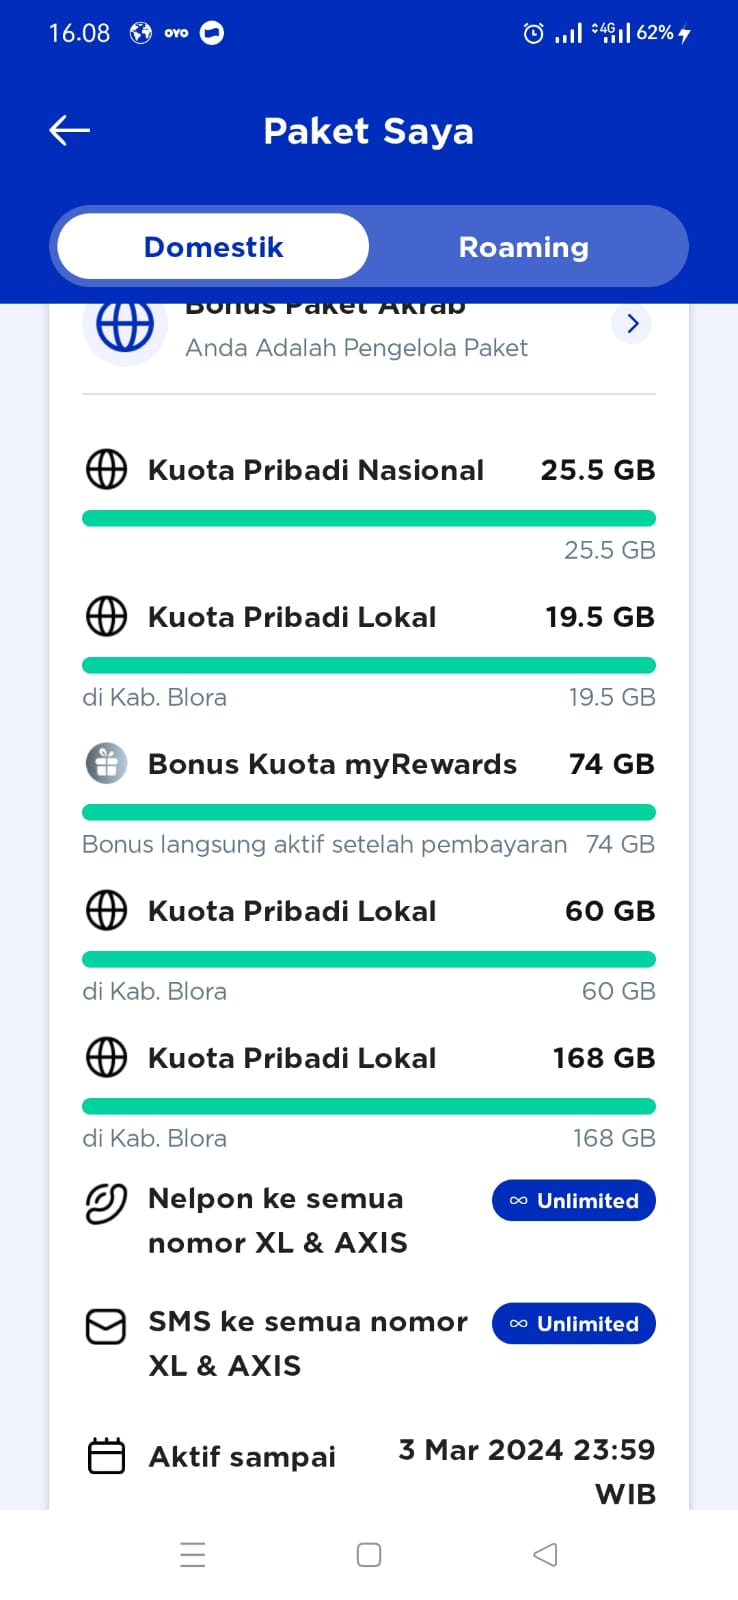 16.08 OVO 4G 62%
Paket Saya
Domestik Roaming
Bonus Paket Akrab
Anda Adalah Pengelola Paket
Kuota Pribadi Nasional 25.5 GB
25.5 GB
Kuota Pribadi Lokal 19.5 GB
di Kab. Blora 19.5 GB
Bonus Kuota myRewards 74 GB
Bonus langsung aktif setelah pembayaran 74 GB
Kuota Pribadi Lokal 60 GB
di Kab. Blora 60 GB
Kuota Pribadi Lokal 168 GB
di Kab. Blora 168 GB
Nelpon ke semua
nomor XL & AXIS
∞ Unlimited
SMS ke semua nomor
XL & AXIS
∞ Unlimited
Aktif sampai
3 Mar 2024 23:59
WIB